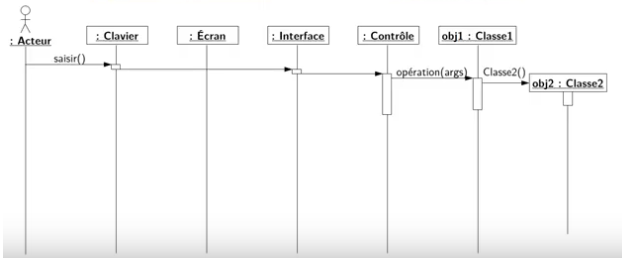 : Acteur
: Clavier
: Écran
: Interface
: Contrôle
obj1 : Classe1
saisir()
opération(args)
Classe2()
obj2 : Classe2